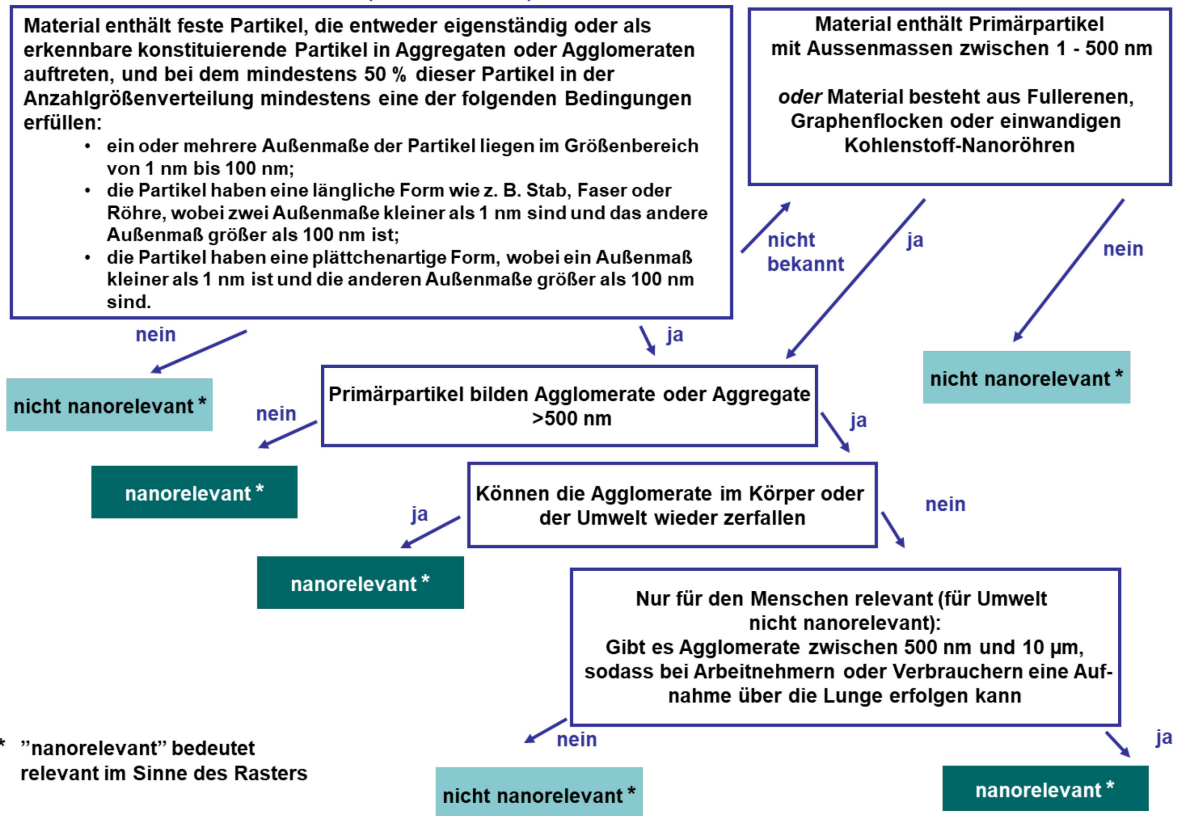 Material enthält feste Partikel, die entweder eigenständig oder als
erkennbare konstituierende Partikel in Aggregaten oder Agglomeraten
auftreten, und bei dem mindestens 50 % dieser Partikel in der
Anzahlgrößenverteilung mindestens eine der folgenden Bedingungen
erfüllen:
• ein oder mehrere Außenmaße der Partikel liegen im Größenbereich
von 1 nm bis 100 nm;
• die Partikel haben eine längliche Form wie z. B. Stab, Faser oder
Röhre, wobei zwei Außenmaße kleiner als 1 nm sind und das andere
Außenmaß größer als 100 nm ist;
• die Partikel haben eine plättchenartige Form, wobei ein Außenmaß
kleiner als 1 nm ist und die anderen Außenmaße größer als 100 nm
sind.
Material enthält Primärpartikel
mit Aussenmassen zwischen 1 - 500 nm
oder Material besteht aus Fullerenen,
Graphenflocken oder einwandigen
Kohlenstoff-Nanoröhren
nicht
bekannt
ja
nein
nein
ja
nicht nanorelevant *
Primärpartikel bilden Agglomerate oder Aggregate
>500 nm
nicht nanorelevant *
nein
ja
nanorelevant *
Können die Agglomerate im Körper oder
der Umwelt wieder zerfallen
ja
nein
nanorelevant *
Nur für den Menschen relevant (für Umwelt
nicht nanorelevant):
Gibt es Agglomerate zwischen 500 nm und 10 µm,
sodass bei Arbeitnehmern oder Verbrauchern eine Auf-
nahme über die Lunge erfolgen kann
nein
ja
nicht nanorelevant *
nanorelevant *
* ”nanorelevant” bedeutet
relevant im Sinne des Rasters